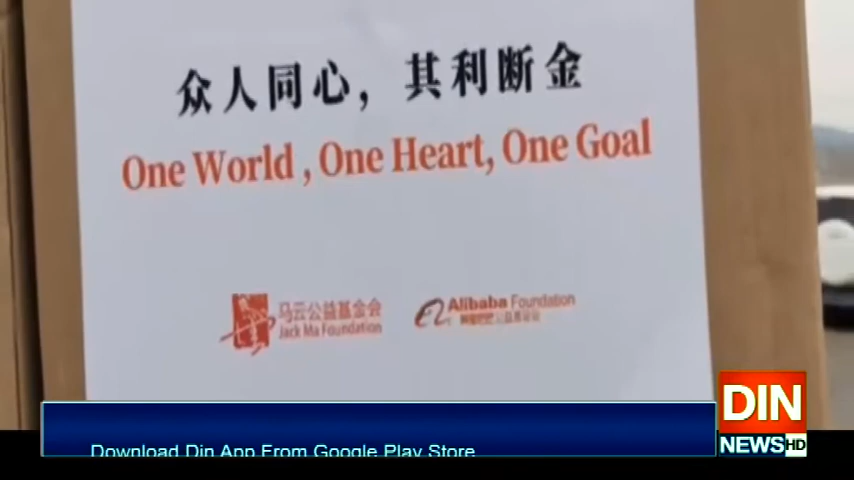 众人同心，其利断金
One World , One Heart, One Goal
马云公益基金会
Jack Ma Foundation
Alibaba Foundation
Download Din App From Google Play Store
DIN
NEWS HD